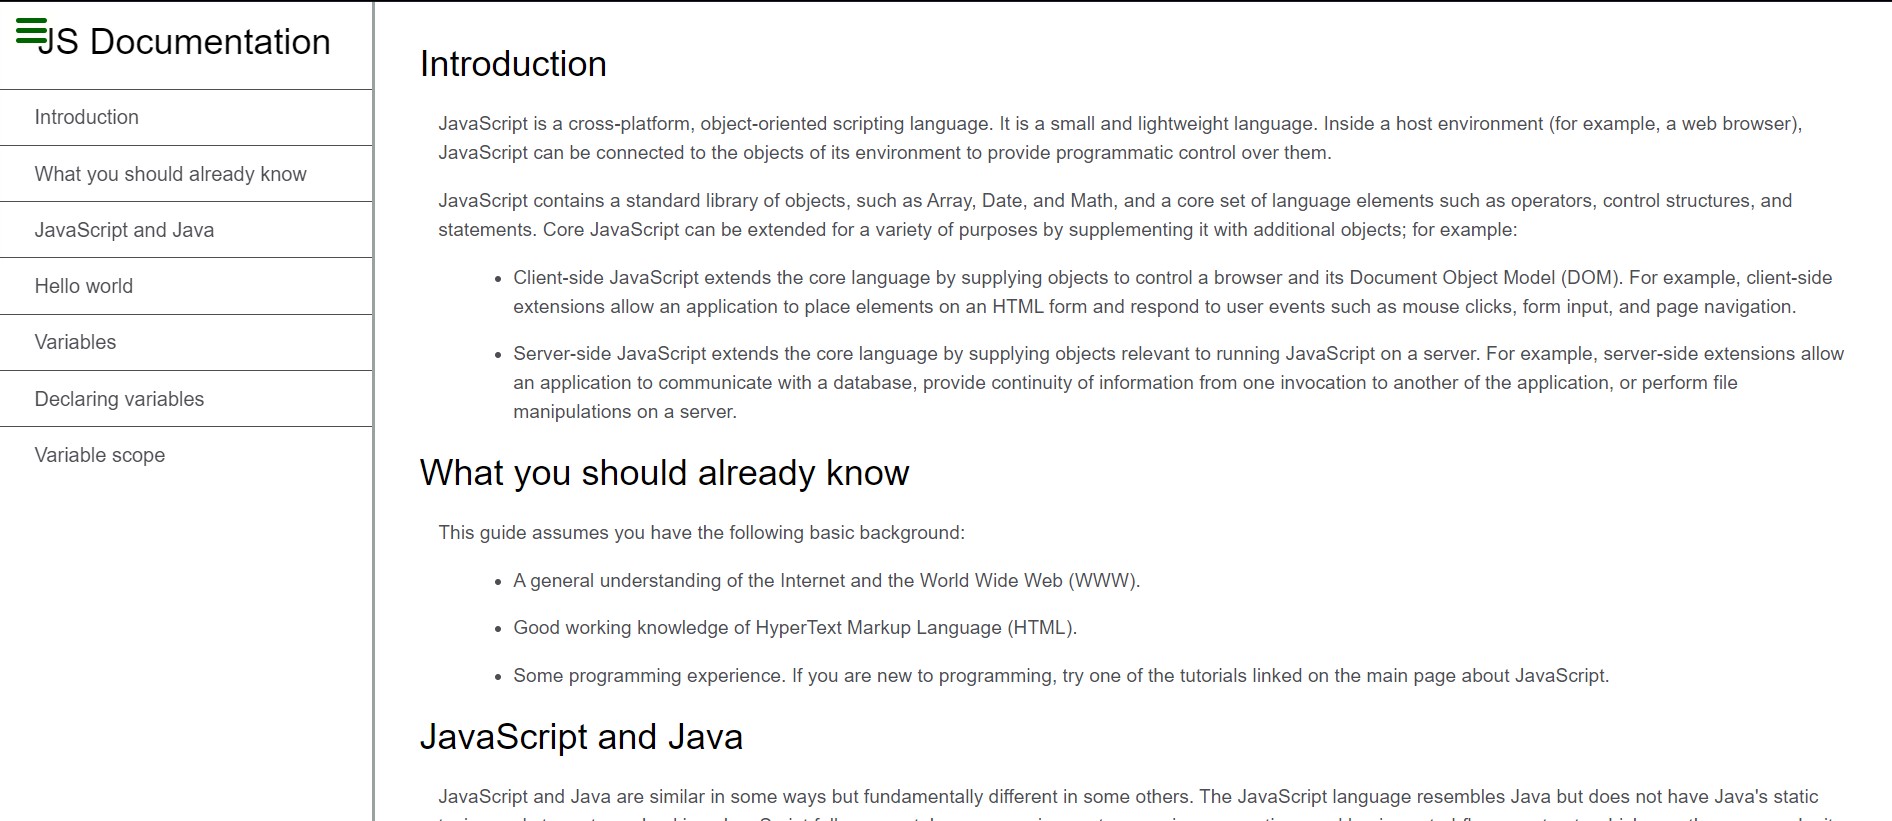 JS Documentation
Introduction
What you should already know
JavaScript and Java
Hello world
Variables
Declaring variables
Variable scope
Introduction
JavaScript is a cross-platform, object-oriented scripting language. It is a small and lightweight language. Inside a host environment (for example, a web browser),
JavaScript can be connected to the objects of its environment to provide programmatic control over them.
JavaScript contains a standard library of objects, such as Array, Date, and Math, and a core set of language elements such as operators, control structures, and
statements. Core JavaScript can be extended for a variety of purposes by supplementing it with additional objects; for example:
• Client-side JavaScript extends the core language by supplying objects to control a browser and its Document Object Model (DOM). For example, client-side
extensions allow an application to place elements on an HTML form and respond to user events such as mouse clicks, form input, and page navigation.
• Server-side JavaScript extends the core language by supplying objects relevant to running JavaScript on a server. For example, server-side extensions allow
an application to communicate with a database, provide continuity of information from one invocation to another of the application, or perform file
manipulations on a server.
What you should already know
This guide assumes you have the following basic background:
• A general understanding of the Internet and the World Wide Web (WWW).
• Good working knowledge of HyperText Markup Language (HTML).
• Some programming experience. If you are new to programming, try one of the tutorials linked on the main page about JavaScript.
JavaScript and Java
JavaScript and Java are similar in some ways but fundamentally different in some others. The JavaScript language resembles Java but does not have Java's static